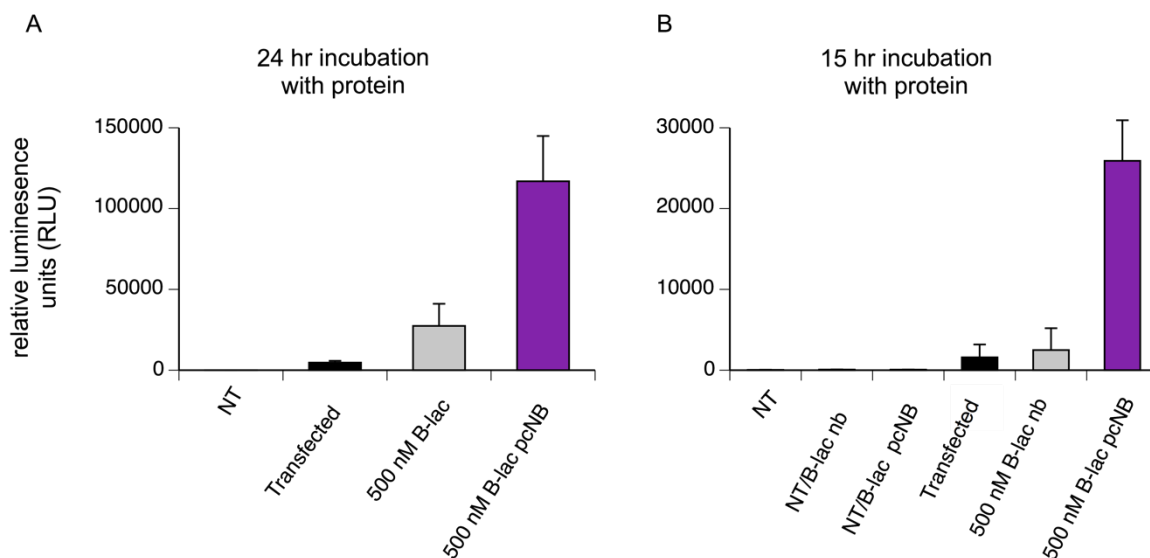 A
24 hr incubation
with protein
relative luminesence
units (RLU)
150000
100000
50000
0
NT
Transfected
500 nM B-lac
500 nM B-lac pcNB
B
15 hr incubation
with protein
30000
20000
10000
0
NT
NT/B-lac nb
NT/B-lac pcNB
Transfected
500 nM B-lac nb
500 nM B-lac pcNB